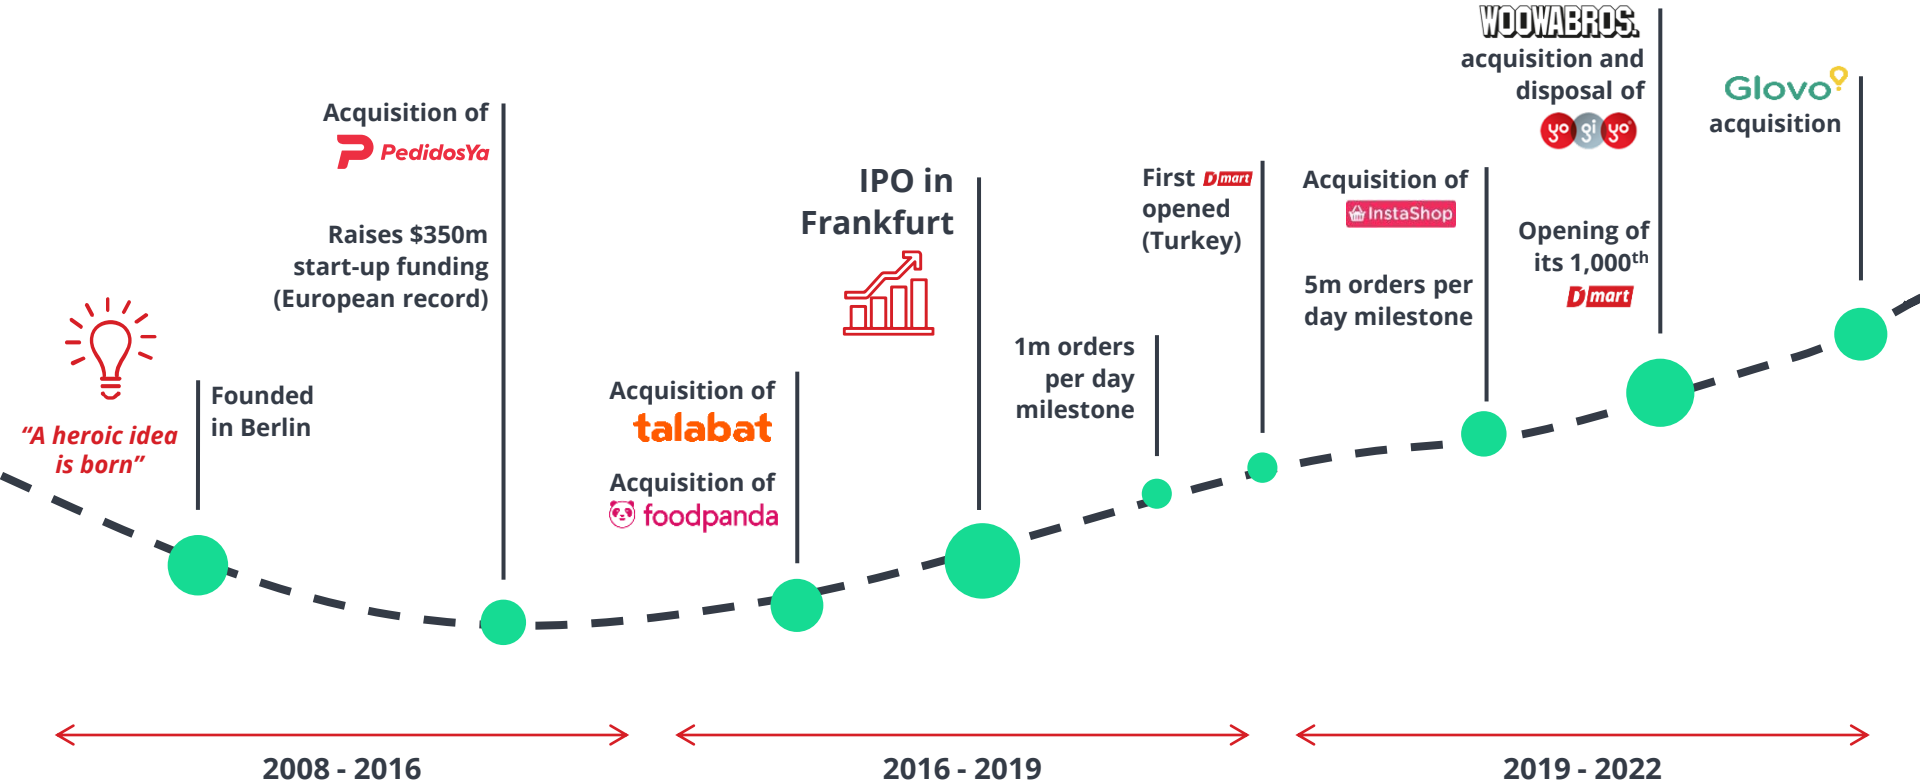 “A heroic idea
is born”
Founded
in Berlin
Acquisition of
PedidosYa
Raises $350m
start-up funding
(European record)
Acquisition of
talabat
Acquisition of
foodpanda
IPO in
Frankfurt
1m orders
per day
milestone
First Dmart
opened
(Turkey)
Acquisition of
InstaShop
5m orders per
day milestone
WOOWABROS.
acquisition and
disposal of
yo gi yo
Opening of
its 1,000th
Dmart
Glovo
acquisition
2008 - 2016
2016 - 2019
2019 - 2022